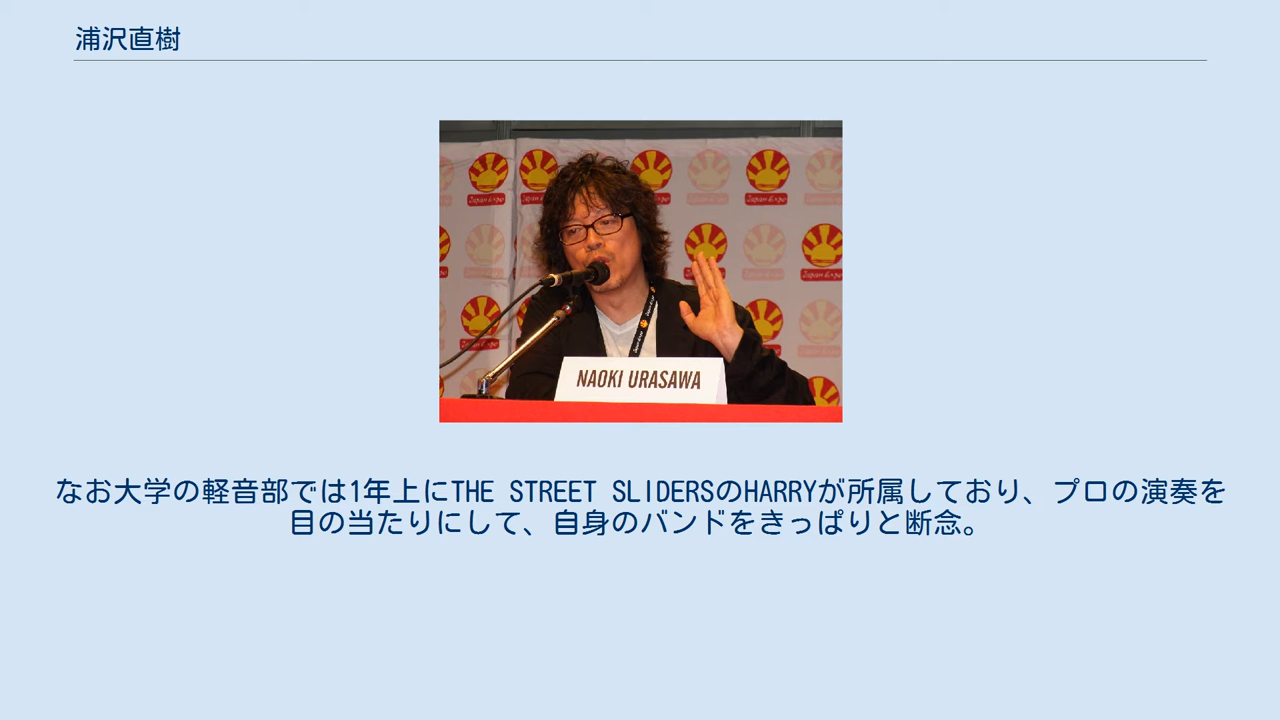 浦沢直樹
Japan Expo
NAOKI URASAWA
なお大学の軽音部では1年上にTHE STREET SLIDERSのHARRYが所属しており、プロの演奏を
目の当たりにして、自身のバンドをきっぱりと断念。